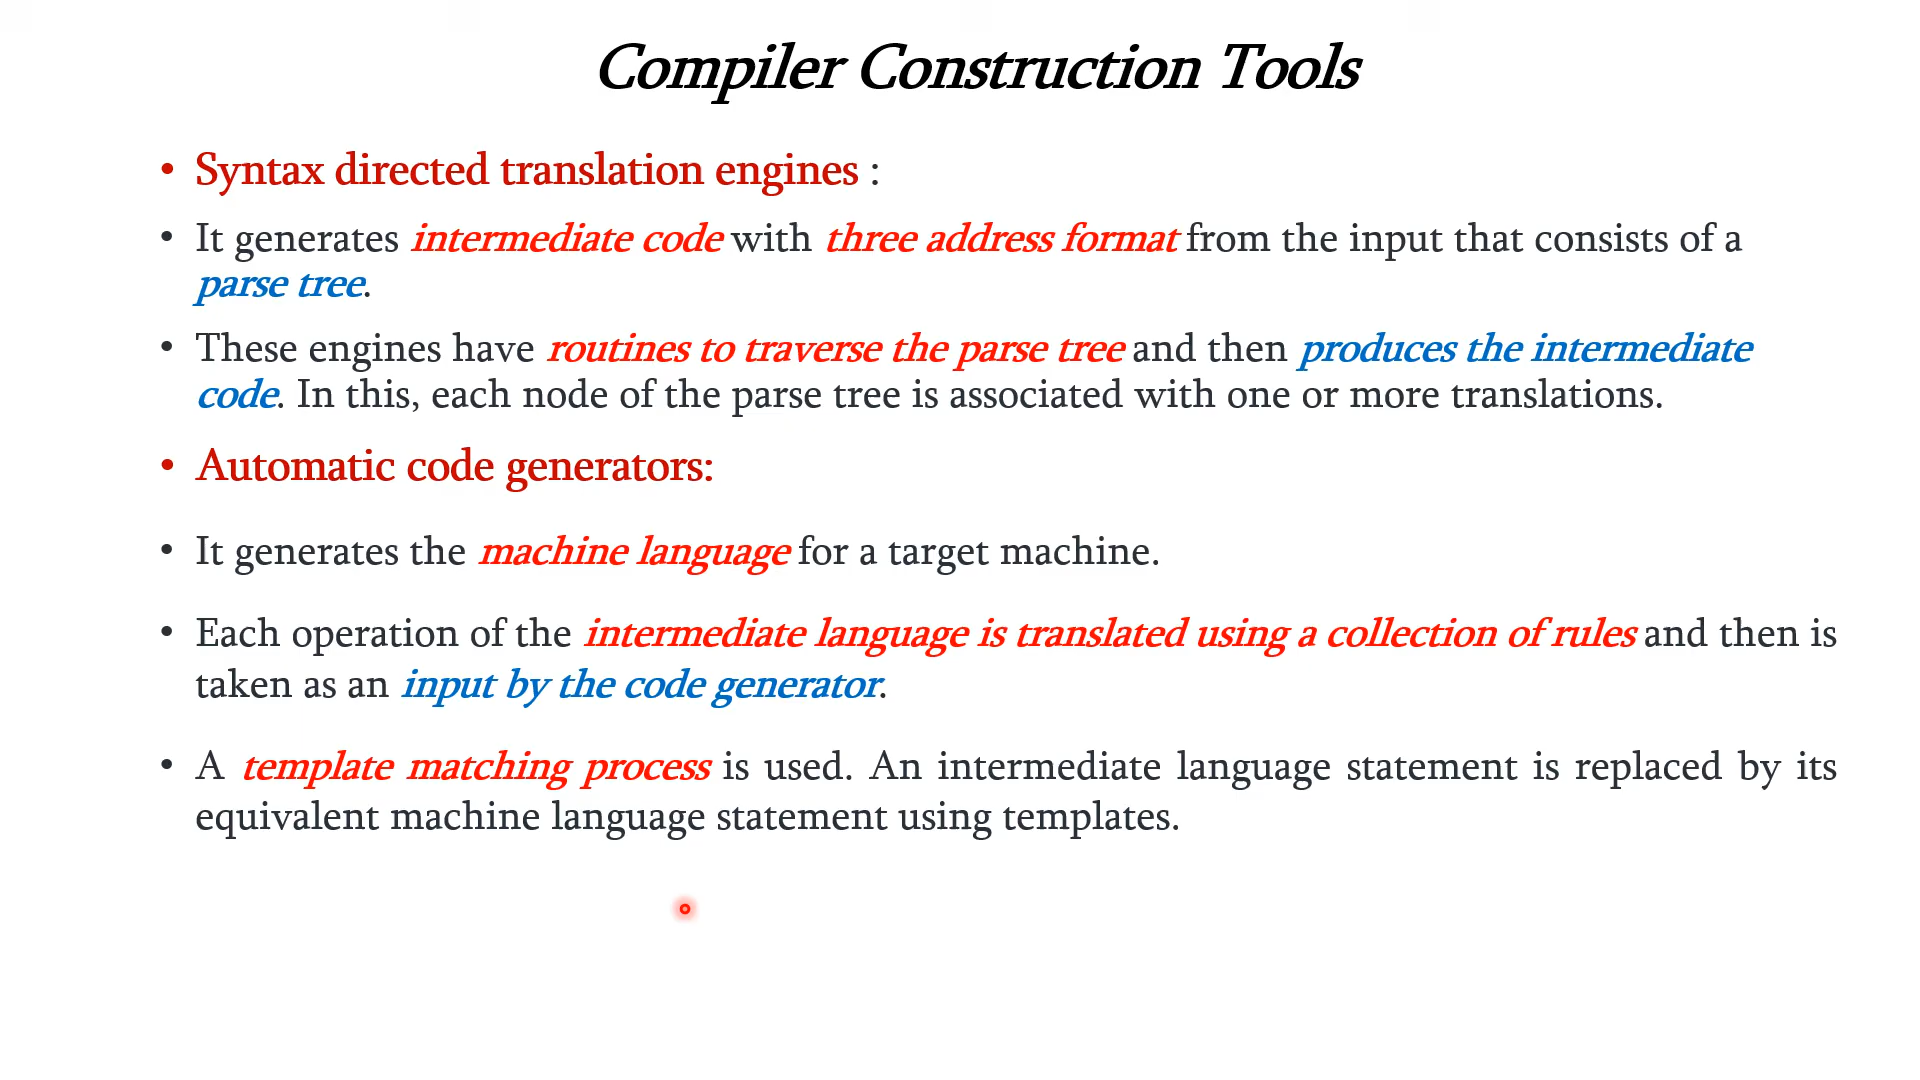 Compiler Construction Tools
• Syntax directed translation engines :
• It generates intermediate code with three address format from the input that consists of a
parse tree.
• These engines have routines to traverse the parse tree and then produces the intermediate
code. In this, each node of the parse tree is associated with one or more translations.
• Automatic code generators:
• It generates the machine language for a target machine.
• Each operation of the intermediate language is translated using a collection of rules and then is
taken as an input by the code generator.
• A template matching process is used. An intermediate language statement is replaced by its
equivalent machine language statement using templates.